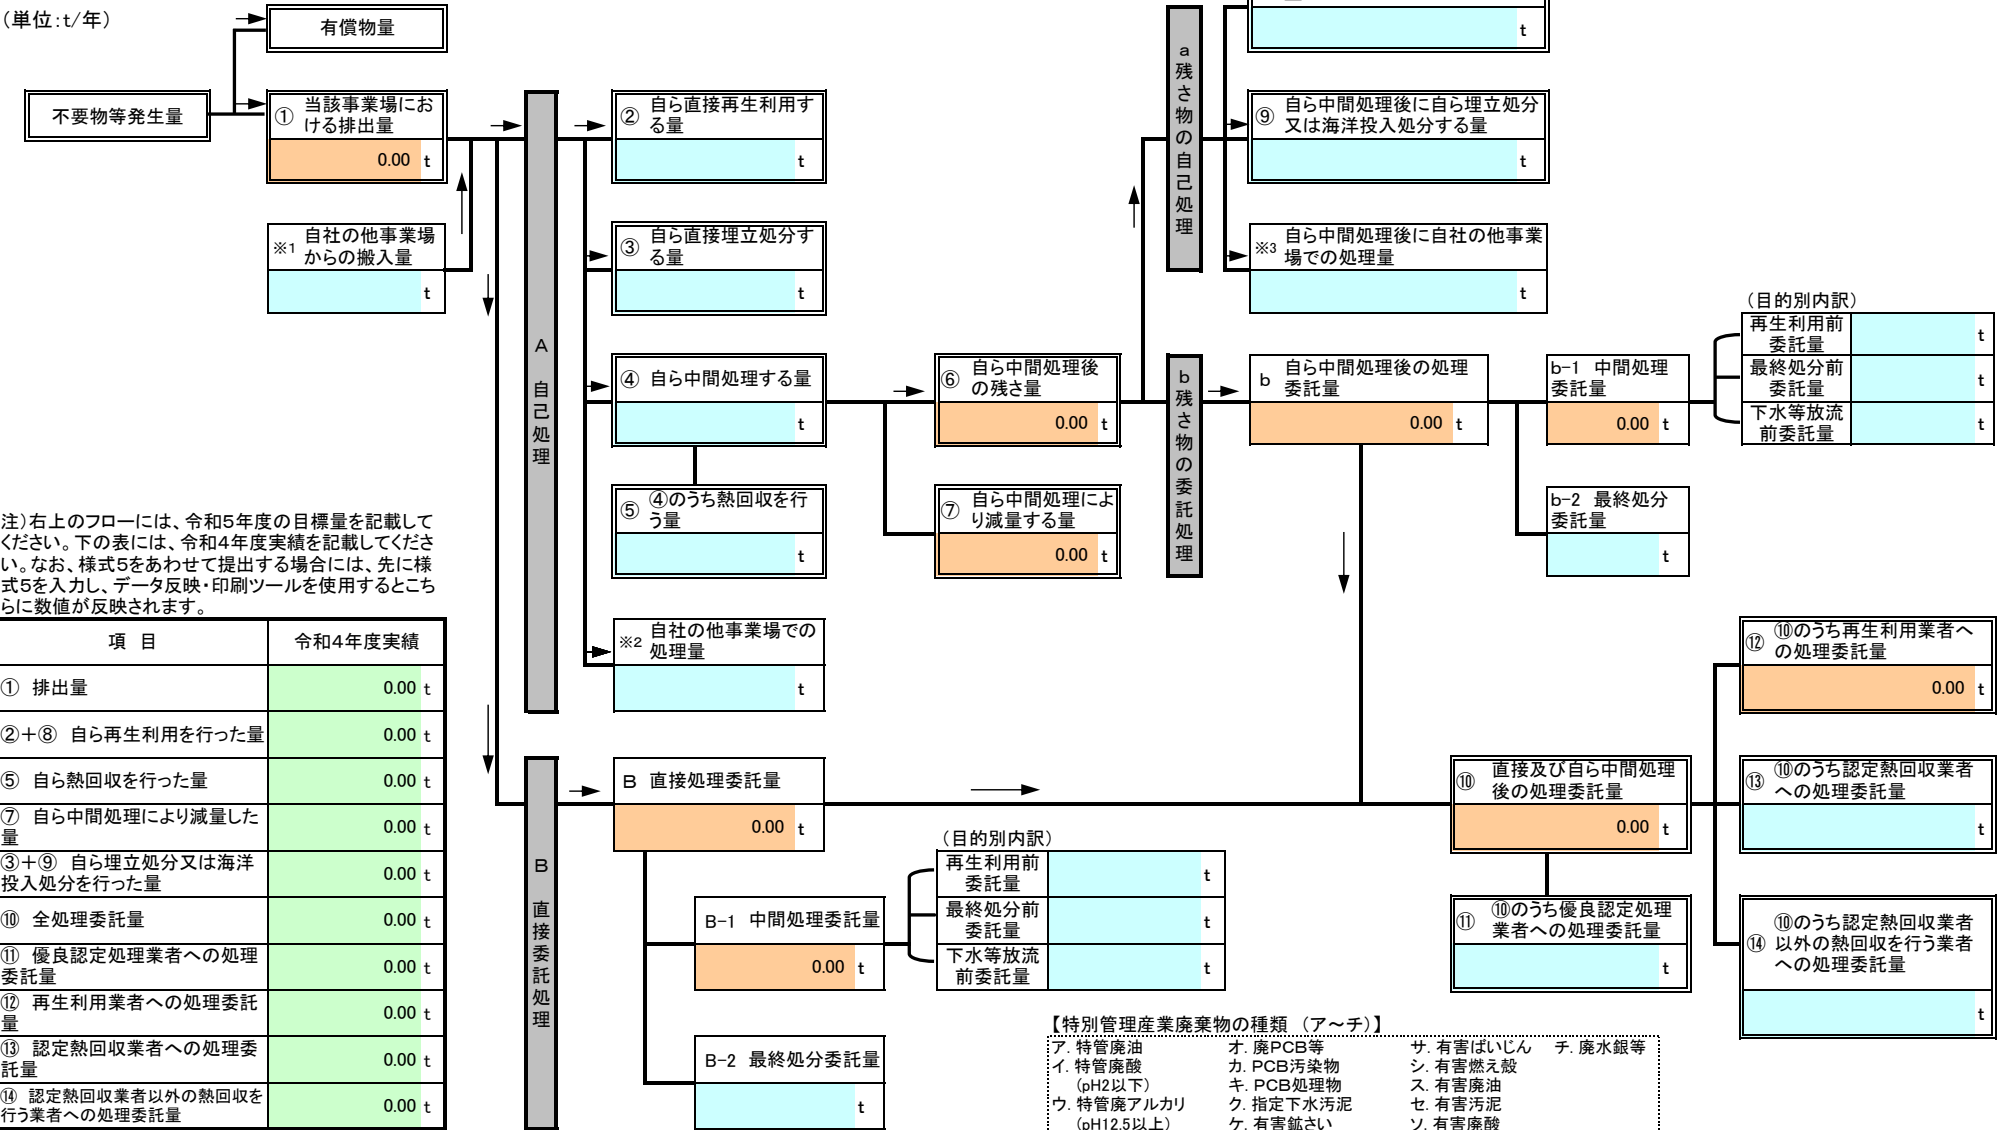 (単位:t/年)
有償物量
不要物等発生量
① 当該事業場にお
ける排出量
0.00 t
※1 自社の他事業場
からの搬入量
t
A
自
己
処
理
② 自ら直接再生利用す
る量
t
③ 自ら直接埋立処分す
る量
t
④ 自ら中間処理する量
t
⑤ ④のうち熱回収を行
う量
t
※2 自社の他事業場での
処理量
t
⑥ 自ら中間処理後
の残さ量
0.00 t
⑦ 自ら中間処理によ
り減量する量
0.00 t
a
残
さ
物
の
自
己
処
理
t
⑨ 自ら中間処理後に自ら埋立処分
又は海洋投入処分する量
t
※3 自ら中間処理後に自社の他事業
場での処理量
t
b
残
さ
物
の
委
託
処
理
b 自ら中間処理後の処理
委託量
0.00 t
b-1 中間処理
委託量
0.00 t
b-2 最終処分
委託量
t
(目的別内訳)
再生利用前
委託量
t
最終処分前
委託量
t
下水等放流
前委託量
t
注)右上のフローには、令和5年度の目標量を記載して
ください。下の表には、令和4年度実績を記載してくださ
い。なお、様式5をあわせて提出する場合には、先に様
式5を入力し、データ反映・印刷ツールを使用するとこち
らに数値が反映されます。
項 目 令和4年度実績
① 排出量 0.00 t
②+⑧ 自ら再生利用を行った量 0.00 t
⑤ 自ら熱回収を行った量 0.00 t
⑦ 自ら中間処理により減量した
量 0.00 t
③+⑨ 自ら埋立処分又は海洋
投入処分を行った量 0.00 t
⑩ 全処理委託量 0.00 t
⑪ 優良認定処理業者への処理
委託量 0.00 t
⑫ 再生利用業者への処理委託
量 0.00 t
⑬ 認定熱回収業者への処理委
託量 0.00 t
⑭ 認定熱回収業者以外の熱回収を
行う業者への処理委託量 0.00 t
B
直
接
委
託
処
理
B 直接処理委託量
0.00 t
B-1 中間処理委託量
0.00 t
B-2 最終処分委託量
t
(目的別内訳)
再生利用前
委託量
t
最終処分前
委託量
t
下水等放流
前委託量
t
⑩ 直接及び自ら中間処理
後の処理委託量
0.00 t
⑪ ⑩のうち優良認定処理
業者への処理委託量
t
⑫ ⑩のうち再生利用業者へ
の処理委託量
0.00 t
⑬ ⑩のうち認定熱回収業者
への処理委託量
t
⑭ ⑩のうち認定熱回収業者
以外の熱回収を行う業者
への処理委託量
t
【特別管理産業廃棄物の種類 (ア~チ)】
ア. 特管廃油 オ. 廃PCB等 サ. 有害ばいじん チ. 廃水銀等
イ. 特管廃酸 カ. PCB汚染物 シ. 有害燃え殻
(pH2以下) キ. PCB処理物 ス. 有害廃油
ウ. 特管廃アルカリ ク. 指定下水汚泥 セ. 有害汚泥
(pH12.5以上) ケ. 有害鉱さい ソ. 有害廃酸